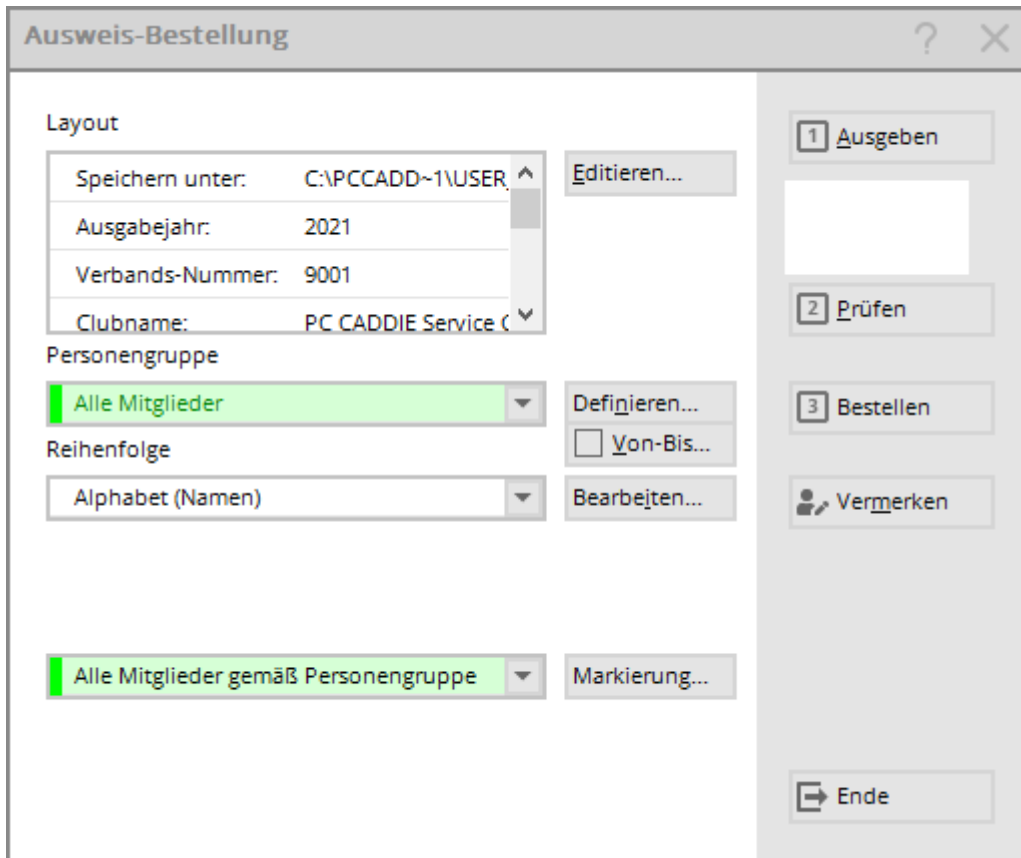 Ausweis-Bestellung
Layout
Speichern unter: C:\PCCADD~1\USER_
Editieren...
Ausgabejahr: 2021
Verbands-Nummer: 9001
Clubname: PC CADDIE Service
Personengruppe
Alle Mitglieder
Definieren...
Von-Bis...
Reihenfolge
Alphabet (Namen)
Bearbeiten...
Alle Mitglieder gemäß Personengruppe
Markierung...
1 Ausgeben
2 Prüfen
3 Bestellen
Vermerken
Ende